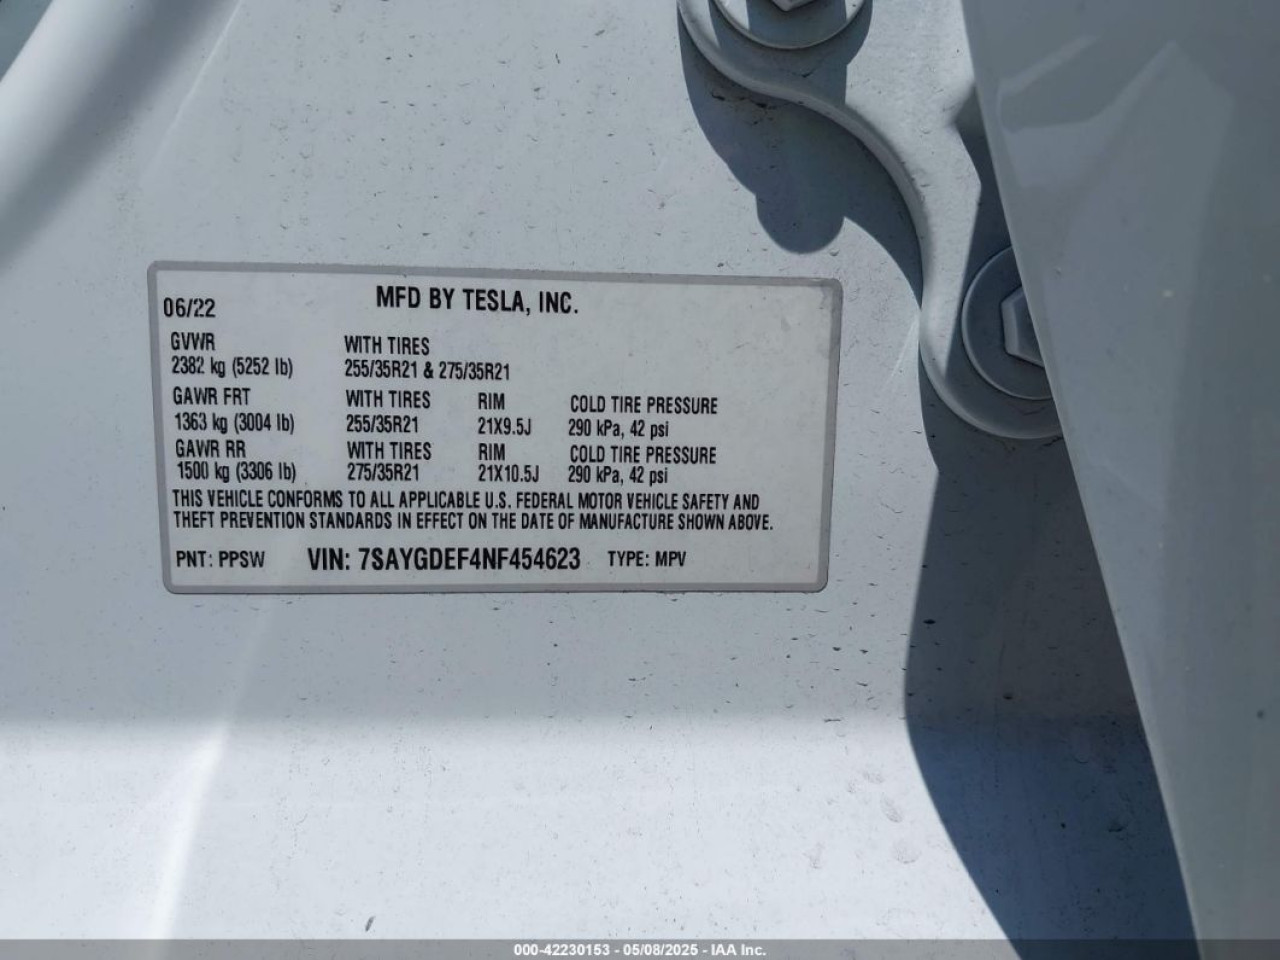 06/22 MFD BY TESLA, INC.
GVWR WITH TIRES
2382 kg (5252 lb) 255/35R21 & 275/35R21
GAWR FRT WITH TIRES RIM COLD TIRE PRESSURE
1363 kg (3004 lb) 255/35R21 21X9.5J 290 kPa, 42 psi
GAWR RR WITH TIRES RIM COLD TIRE PRESSURE
1500 kg (3306 lb) 275/35R21 21X10.5J 290 kPa, 42 psi
THIS VEHICLE CONFORMS TO ALL APPLICABLE U.S. FEDERAL MOTOR VEHICLE SAFETY AND
THEFT PREVENTION STANDARDS IN EFFECT ON THE DATE OF MANUFACTURE SHOWN ABOVE.
PNT: PPSW VIN: 7SAYGDEF4NF454623 TYPE: MPV
000-42230153 - 05/08/2025 - IAA Inc.